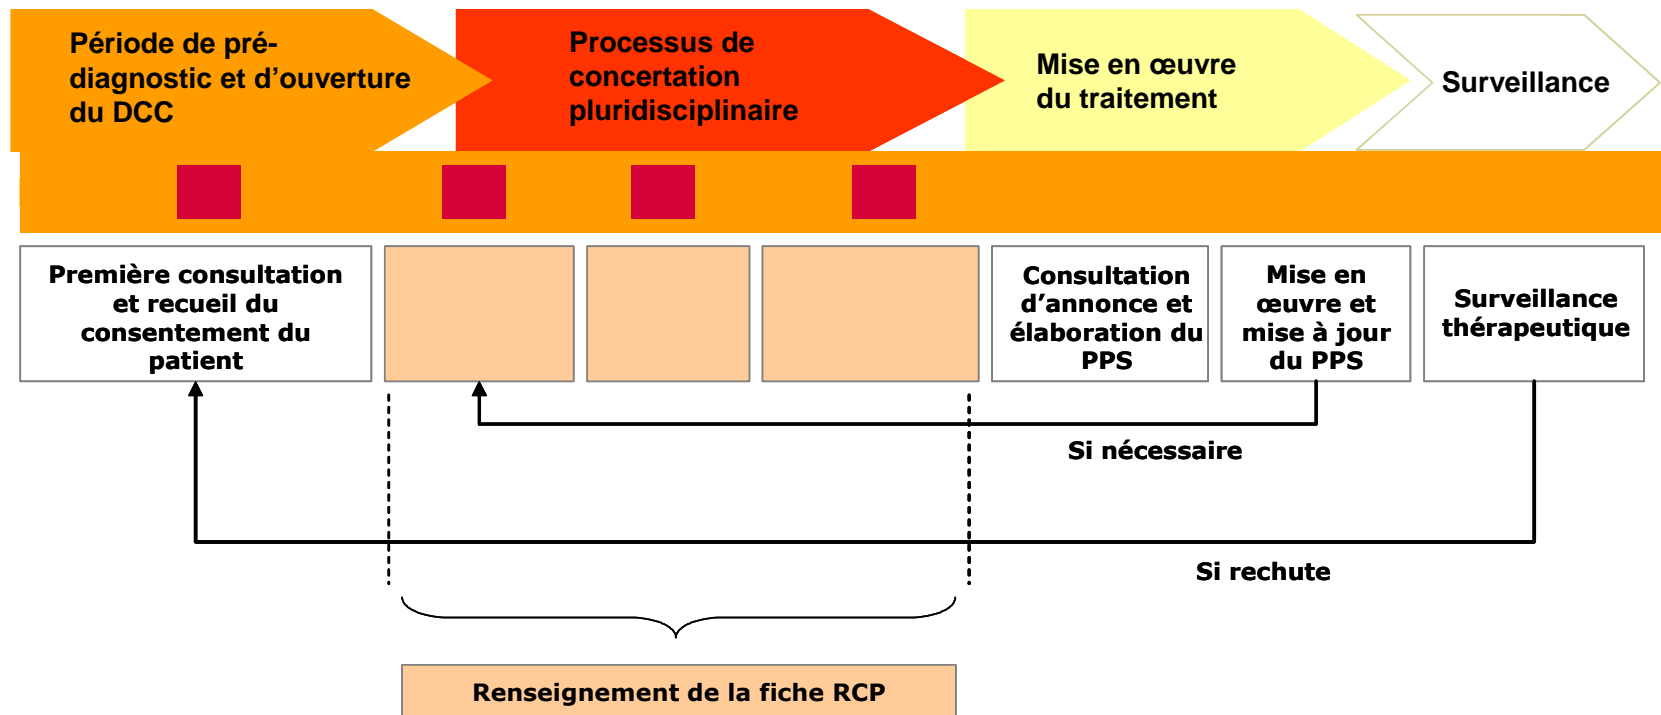 Période de pré-
diagnostic et d'ouverture
du DCC
Processus de
concertation
pluridisciplinaire
Mise en œuvre
du traitement
Surveillance
Première consultation
et recueil du
consentement du
patient
Consultation
d'annonce et
élaboration du
PPS
Mise en
œuvre et
mise à jour
du PPS
Surveillance
thérapeutique
Si nécessaire
Si rechute
Renseignement de la fiche RCP